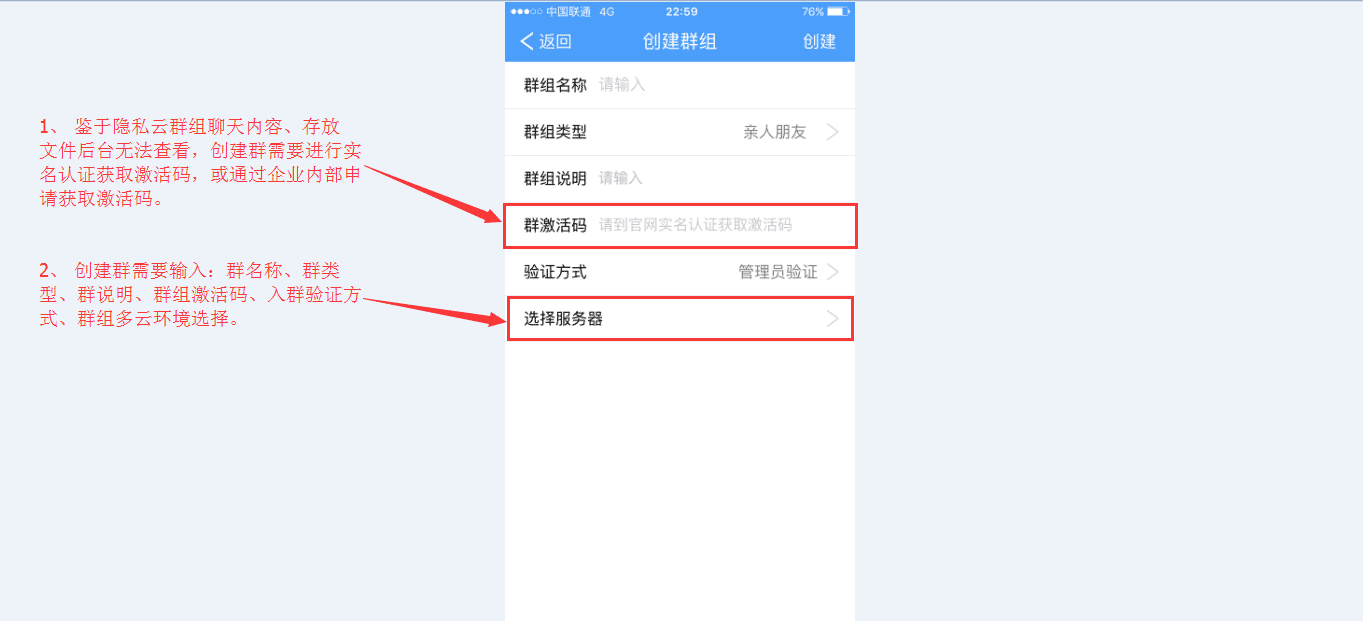 中国联通 4G 22:59 76%
返回 创建群组 创建
群组名称 请输入
群组类型 亲人朋友
群组说明 请输入
群激活码 请到官网实名认证获取激活码
验证方式 管理员验证
选择服务器
1、 鉴于隐私云群组聊天内容、存放
文件后台无法查看，创建群需要进行实
名认证获取激活码，或通过企业内部申
请获取激活码。
2、 创建群需要输入：群名称、群类
型、群说明、群组激活码、入群验证方
式、群组多云环境选择。